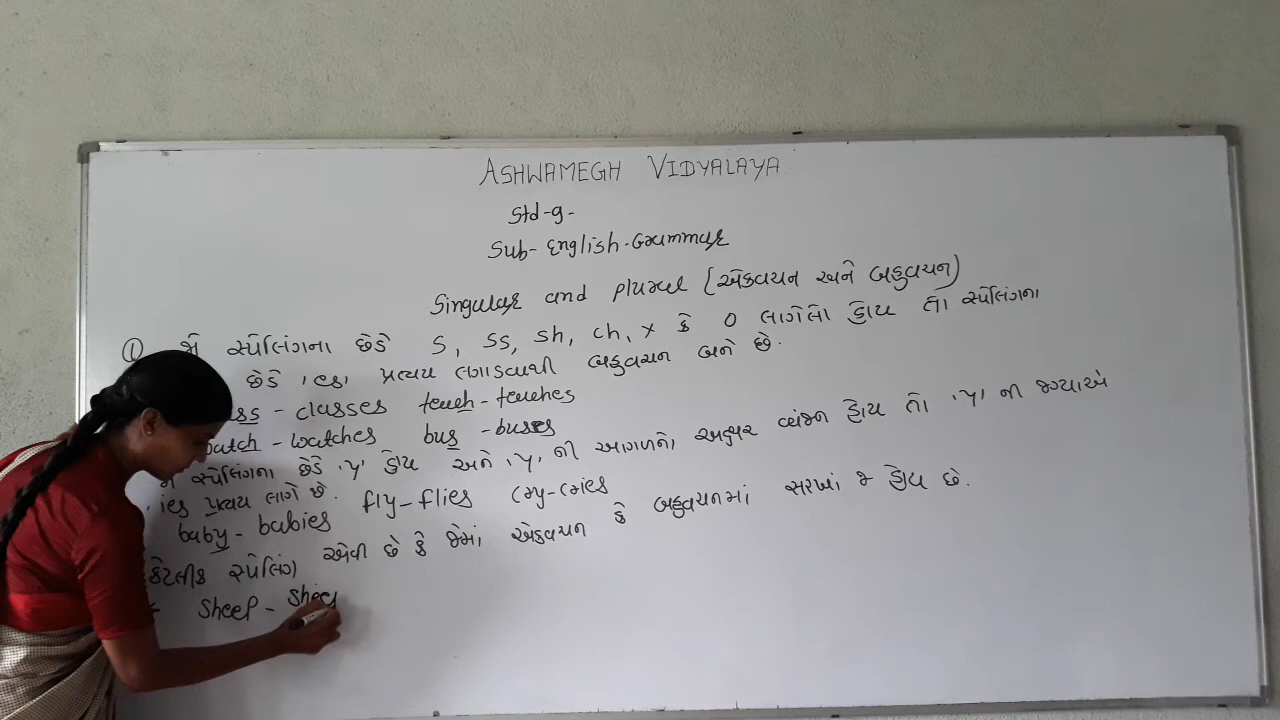 ASHWAMEGH VIDYALAYA
Std-9-
Sub-English-Grammar
Singular and plural (એકવચન અને બહુવચન)
① જે સ્પેલિંગના છેડે S, SS, sh, ch, x કે O લાગેલો હોય તો સ્પેલિંગના
છેડે 'es' પ્રત્યય લગાડવાથી બહુવચન બને છે.
ss - classes teach - teaches
watch - watches bus - buses
સ્પેલિંગના છેડે 'y' હોય અને 'y' ની આગળનો અક્ષર વ્યંજન હોય તો 'y' ની જગ્યાએ
ies પ્રત્યય લાગે છે. fly-flies cry-cries
baby - babies
કેટલીક સ્પેલિંગ એવી છે કે જેમાં એકવચન કે બહુવચનમાં સરખાં જ હોય છે.
Sheep - Shee